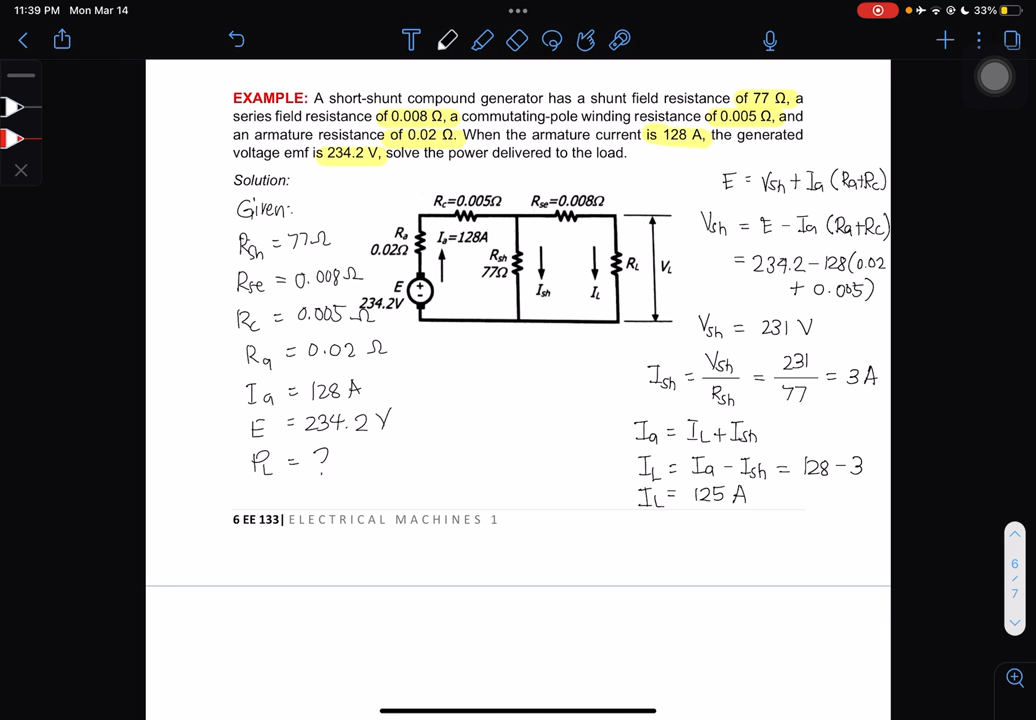 11:39 PM Mon Mar 14
33%
T
EXAMPLE: A short-shunt compound generator has a shunt field resistance of 77 Ω, a
series field resistance of 0.008 Ω, a commutating-pole winding resistance of 0.005 Ω, and
an armature resistance of 0.02 Ω. When the armature current is 128 A, the generated
voltage emf is 234.2 V, solve the power delivered to the load.
Solution:
Given:
Rsh = 77Ω
Rse = 0.008Ω
Rc = 0.005 Ω
Ra = 0.02 Ω
Ia = 128 A
E = 234.2 V
PL = ?
Rc=0.005Ω
Rse=0.008Ω
Ra
0.02Ω
Ia=128A
Rsh
77Ω
E
234.2V
Ish
IL
RL
VL
E = Vsh + Ia (Ra+Rc)
Vsh = E - Ia (Ra+Rc)
= 234.2 - 128(0.02
+ 0.005)
Vsh = 231 V
Ish = Vsh / Rsh = 231 / 77 = 3A
Ia = IL + Ish
IL = Ia - Ish = 128 - 3
IL = 125 A
6 EE 133| ELECTRICAL MACHINES 1
6
/
7